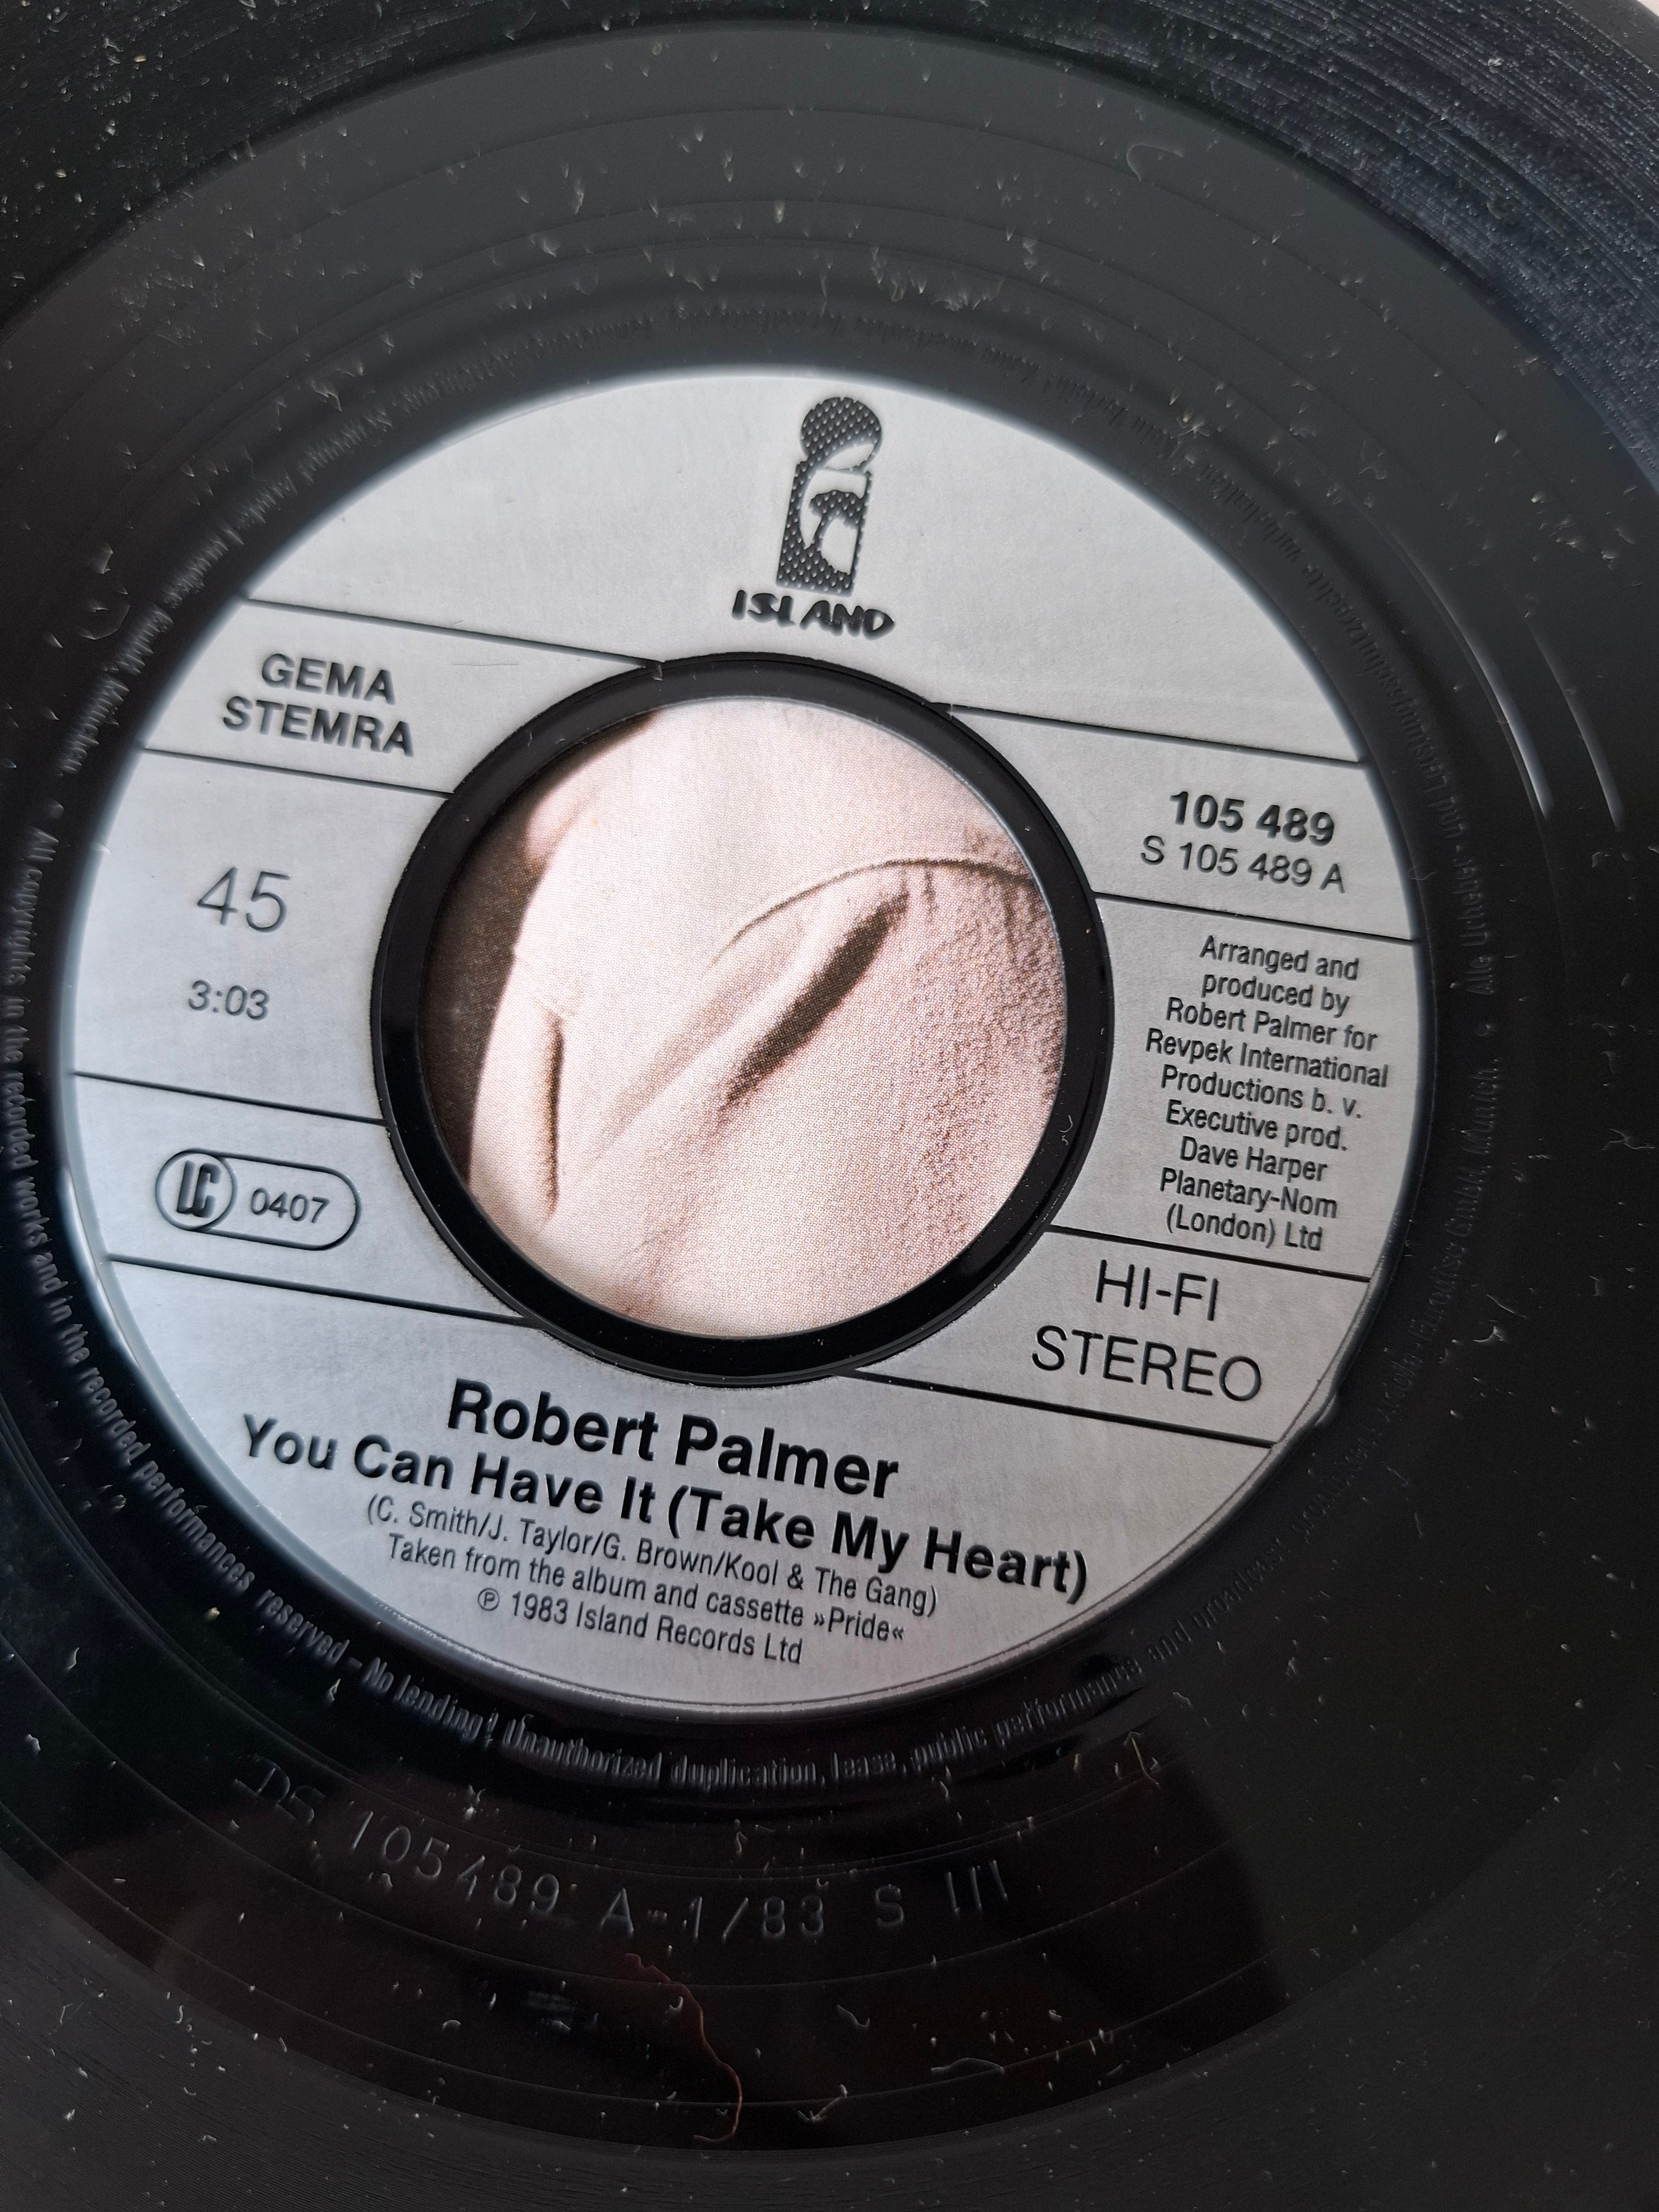 ISLAND
GEMA
STEMRA
45
3:03
LC 0407
105 489
S 105 489 A
Arranged and
produced by
Robert Palmer for
Revpek International
Productions b. v.
Executive prod.
Dave Harper
Planetary-Nom
(London) Ltd
HI-FI
STEREO
Robert Palmer
You Can Have It (Take My Heart)
(C. Smith/J. Taylor/G. Brown/Kool & The Gang)
Taken from the album and cassette »Pride«
℗ 1983 Island Records Ltd
All copyrights in the recorded works and in the recorded performances reserved – No lending! Unauthorized duplication, lease, public performance and broadcast
105489 A-1/83 S III